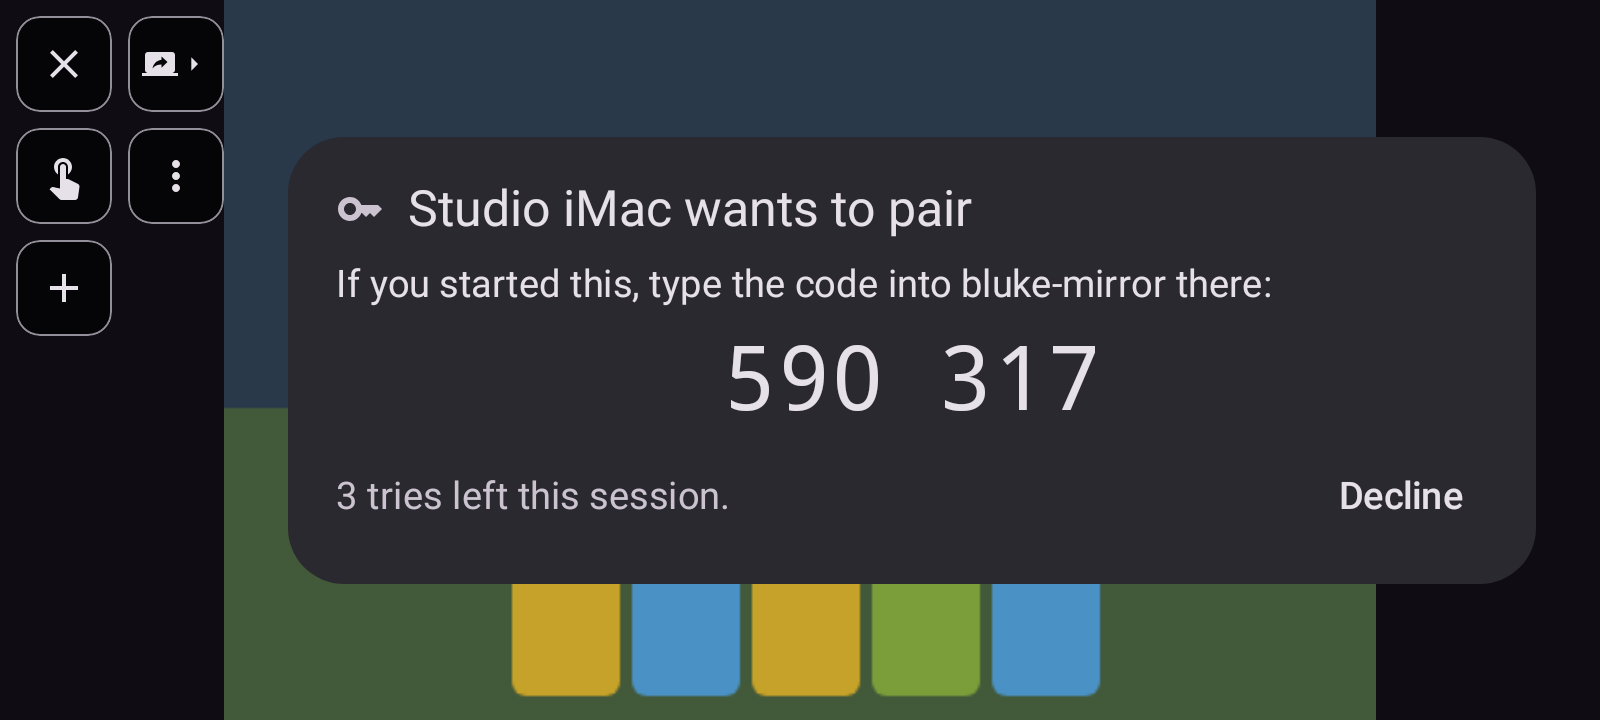 Studio iMac wants to pair
If you started this, type the code into bluke-mirror there:
590 317
3 tries left this session.
Decline